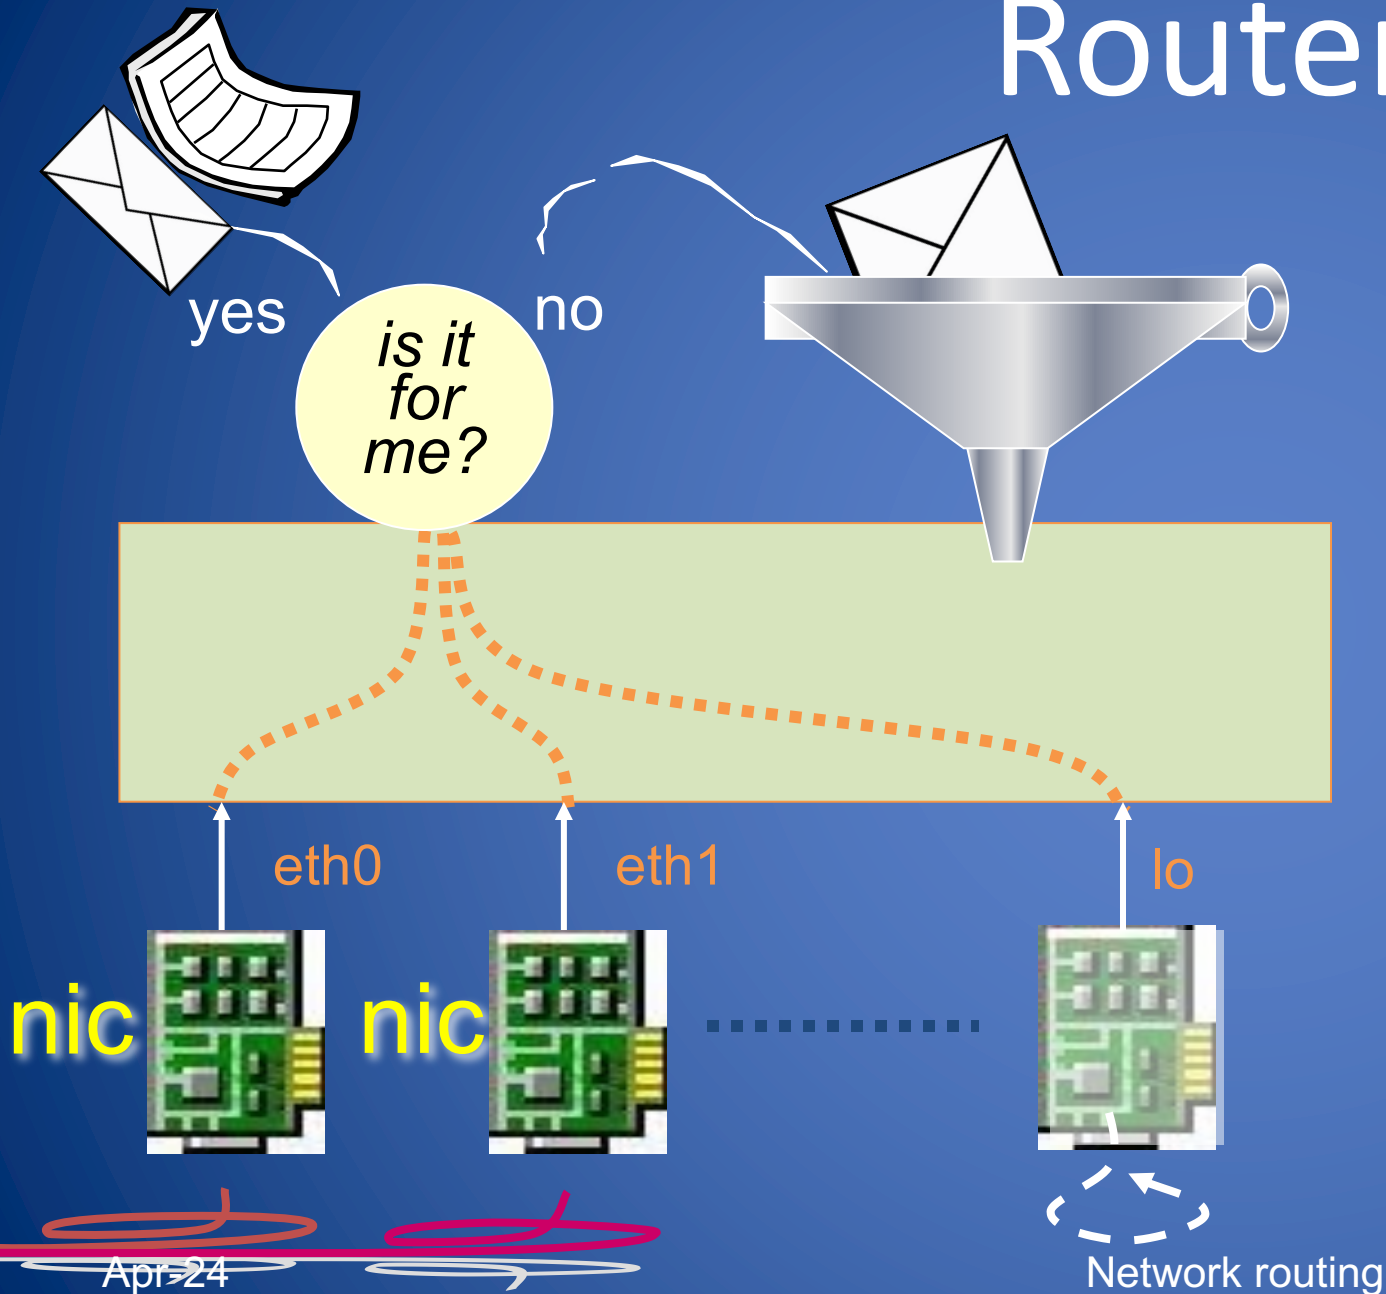 Router
yes
no
is it
for
me?
eth0
eth1
lo
nic
nic
Apr-24
Network routing